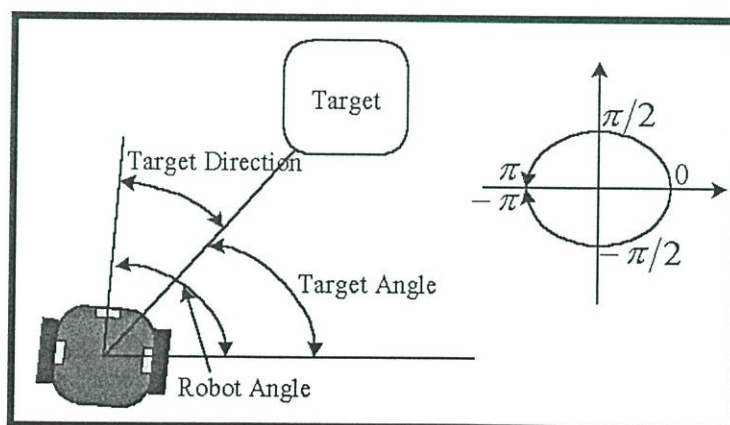 Target
Target Direction
Target Angle
Robot Angle
π/2
π
0
-π
-π/2